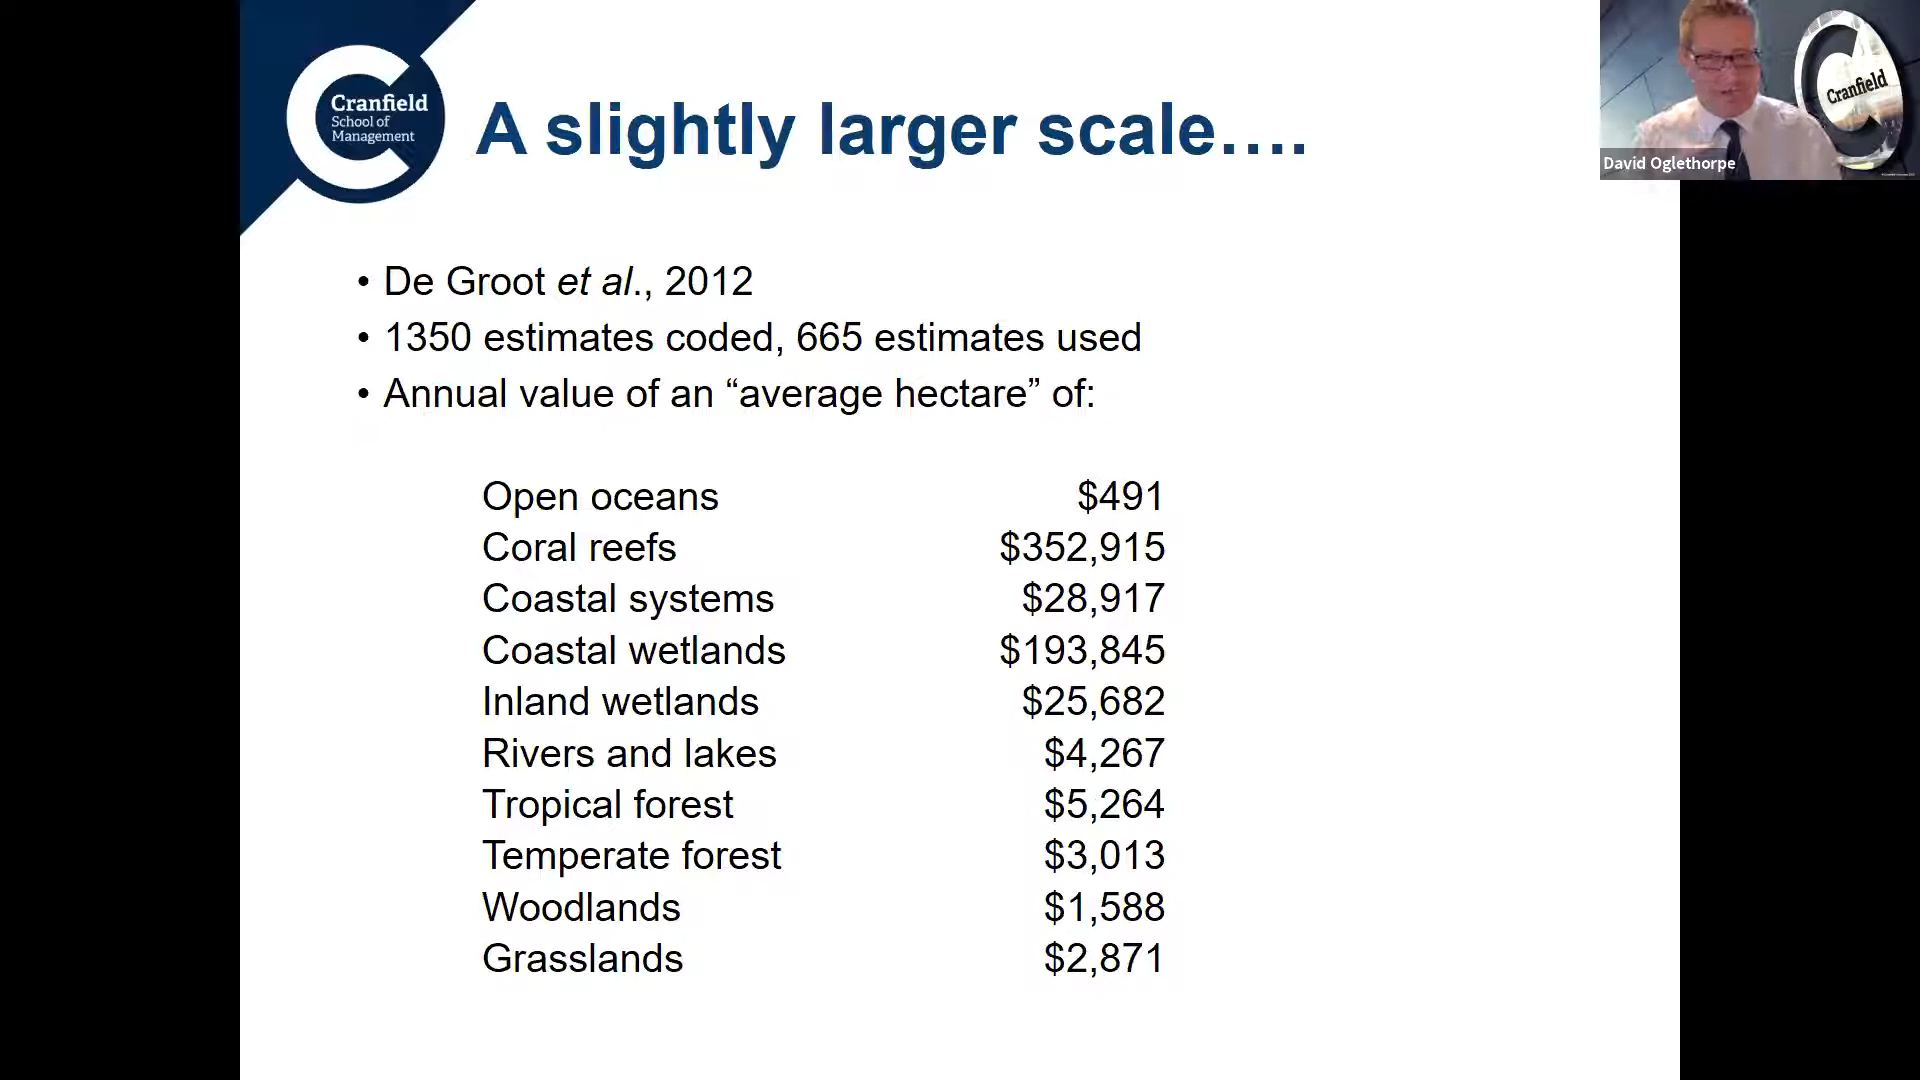 Cranfield
School of
Management
A slightly larger scale….
Cranfield
David Oglethorpe
• De Groot et al., 2012
• 1350 estimates coded, 665 estimates used
• Annual value of an “average hectare” of:
Open oceans $491
Coral reefs $352,915
Coastal systems $28,917
Coastal wetlands $193,845
Inland wetlands $25,682
Rivers and lakes $4,267
Tropical forest $5,264
Temperate forest $3,013
Woodlands $1,588
Grasslands $2,871